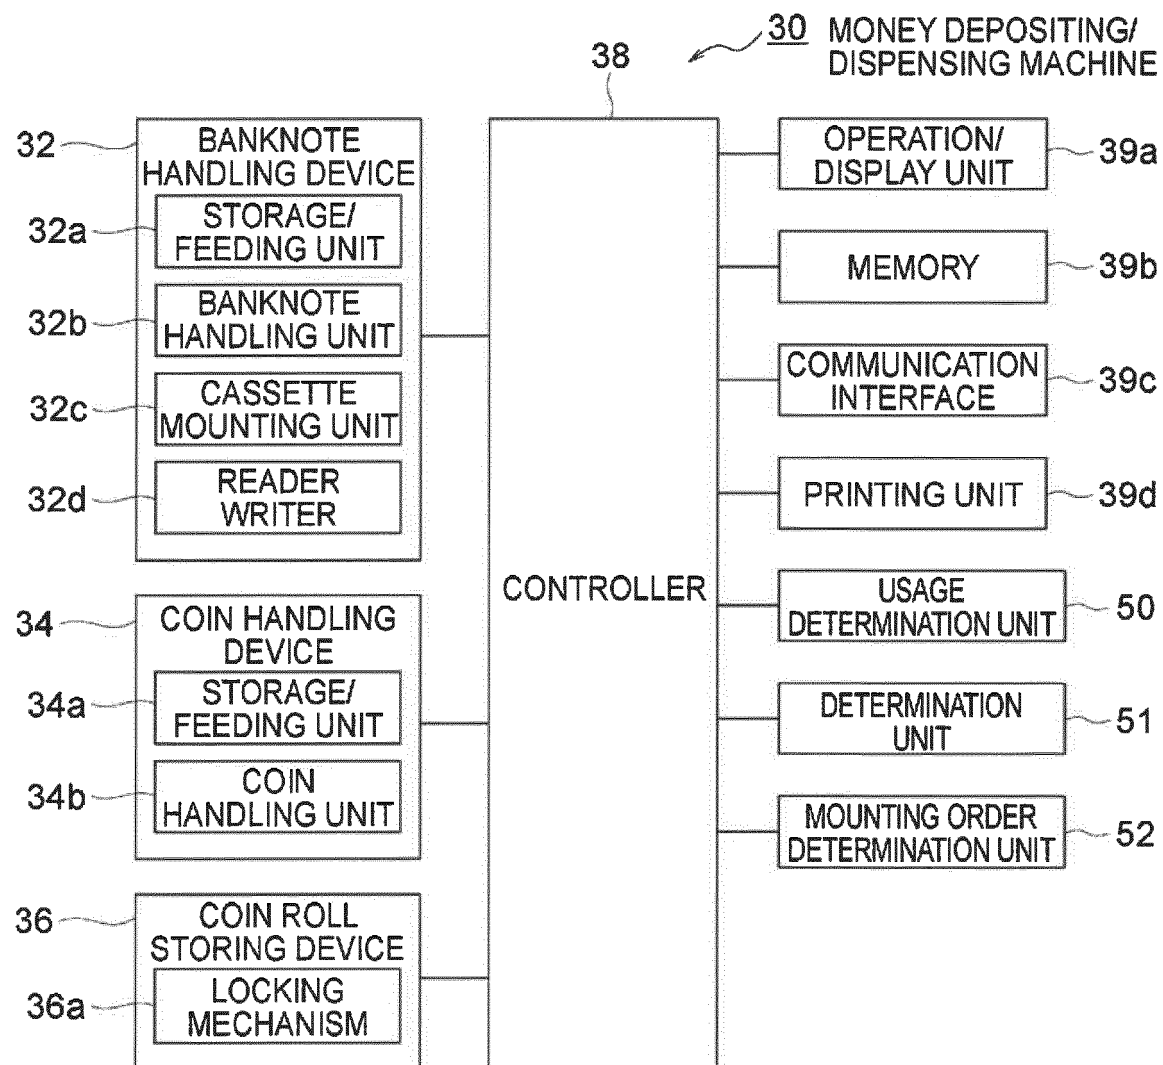 30 MONEY DEPOSITING/
DISPENSING MACHINE
38
32
BANKNOTE
HANDLING DEVICE
32a
STORAGE/
FEEDING UNIT
32b
BANKNOTE
HANDLING UNIT
32c
CASSETTE
MOUNTING UNIT
32d
READER
WRITER
34
COIN HANDLING
DEVICE
34a
STORAGE/
FEEDING UNIT
34b
COIN
HANDLING UNIT
36
COIN ROLL
STORING DEVICE
36a
LOCKING
MECHANISM
CONTROLLER
OPERATION/
DISPLAY UNIT
39a
MEMORY
39b
COMMUNICATION
INTERFACE
39c
PRINTING UNIT
39d
USAGE
DETERMINATION UNIT
50
DETERMINATION
UNIT
51
MOUNTING ORDER
DETERMINATION UNIT
52